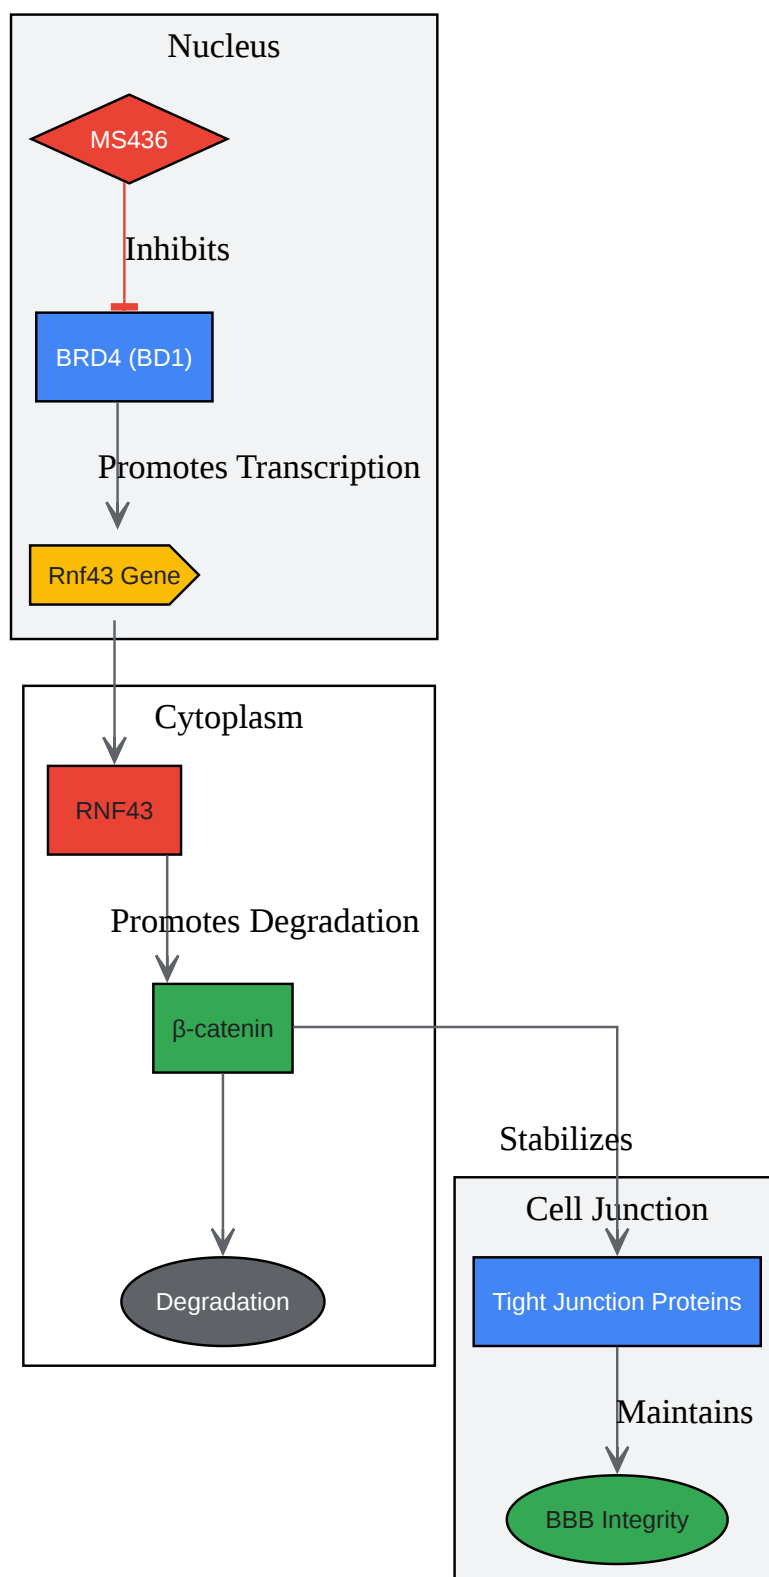 Nucleus
MS436
Inhibits
BRD4 (BD1)
Promotes Transcription
Rnf43 Gene
Cytoplasm
RNF43
Promotes Degradation
β-catenin
Stabilizes
Cell Junction
Degradation
Tight Junction Proteins
Maintains
BBB Integrity